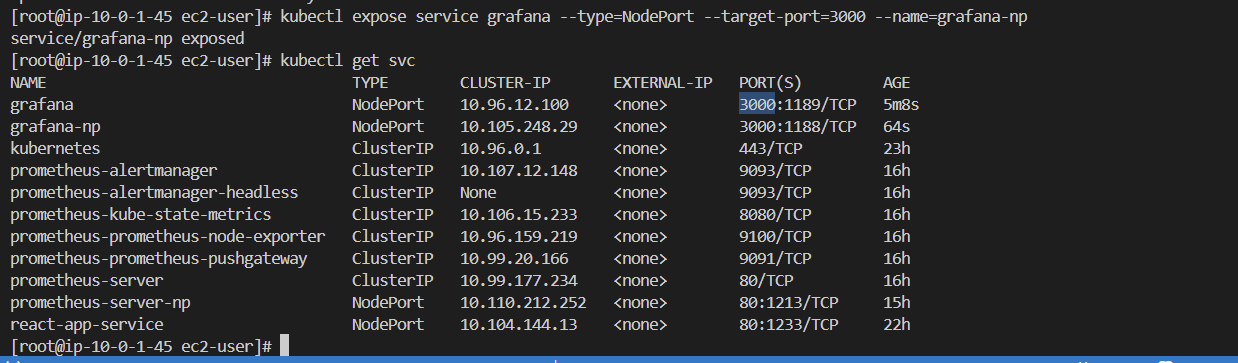 [root@ip-10-0-1-45 ec2-user]# kubectl expose service grafana --type=NodePort --target-port=3000 --name=grafana-np
service/grafana-np exposed
[root@ip-10-0-1-45 ec2-user]# kubectl get svc
NAME TYPE CLUSTER-IP EXTERNAL-IP PORT(S) AGE
grafana NodePort 10.96.12.100 <none> 3000:1189/TCP 5m8s
grafana-np NodePort 10.105.248.29 <none> 3000:1188/TCP 64s
kubernetes ClusterIP 10.96.0.1 <none> 443/TCP 23h
prometheus-alertmanager ClusterIP 10.107.12.148 <none> 9093/TCP 16h
prometheus-alertmanager-headless ClusterIP None <none> 9093/TCP 16h
prometheus-kube-state-metrics ClusterIP 10.106.15.233 <none> 8080/TCP 16h
prometheus-prometheus-node-exporter ClusterIP 10.96.159.219 <none> 9100/TCP 16h
prometheus-prometheus-pushgateway ClusterIP 10.99.20.166 <none> 9091/TCP 16h
prometheus-server ClusterIP 10.99.177.234 <none> 80/TCP 16h
prometheus-server-np NodePort 10.110.212.252 <none> 80:1213/TCP 15h
react-app-service NodePort 10.104.144.13 <none> 80:1233/TCP 22h
[root@ip-10-0-1-45 ec2-user]#